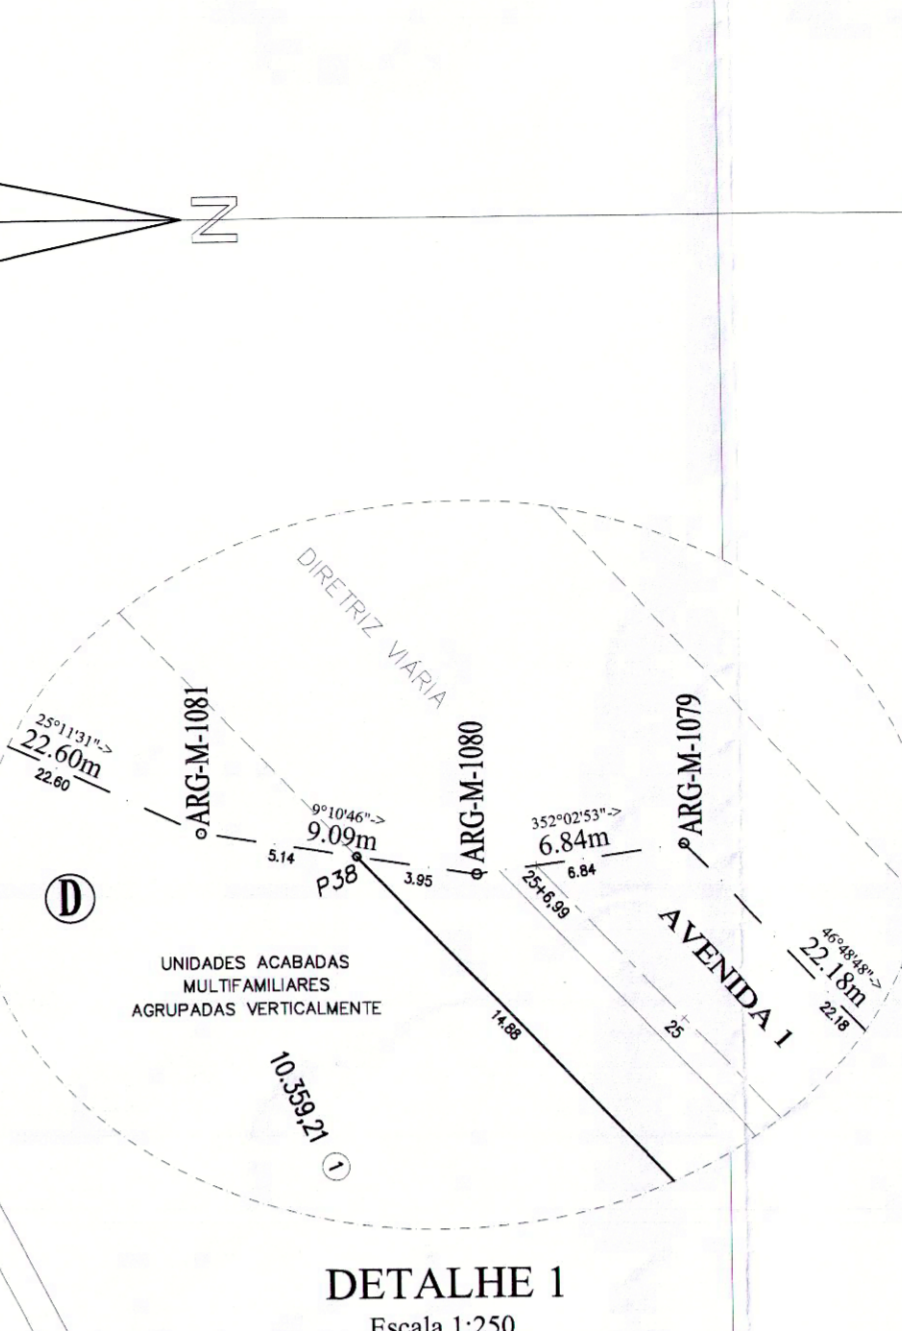 N
DIRETRIZ VIÁRIA
ARG-M-1081
ARG-M-1080
ARG-M-1079
25°11'31"->
22.60m
22.60
9°10'46"->
9.09m
5.14
P38
3.95
352°02'53"->
6.84m
6.84
25+6,99
AVENIDA 1
46°48'48"->
22.18m
22.18
25
14.88
D
UNIDADES ACABADAS
MULTIFAMILIARES
AGRUPADAS VERTICALMENTE
10.359,21
1
DETALHE 1
Escala 1:250